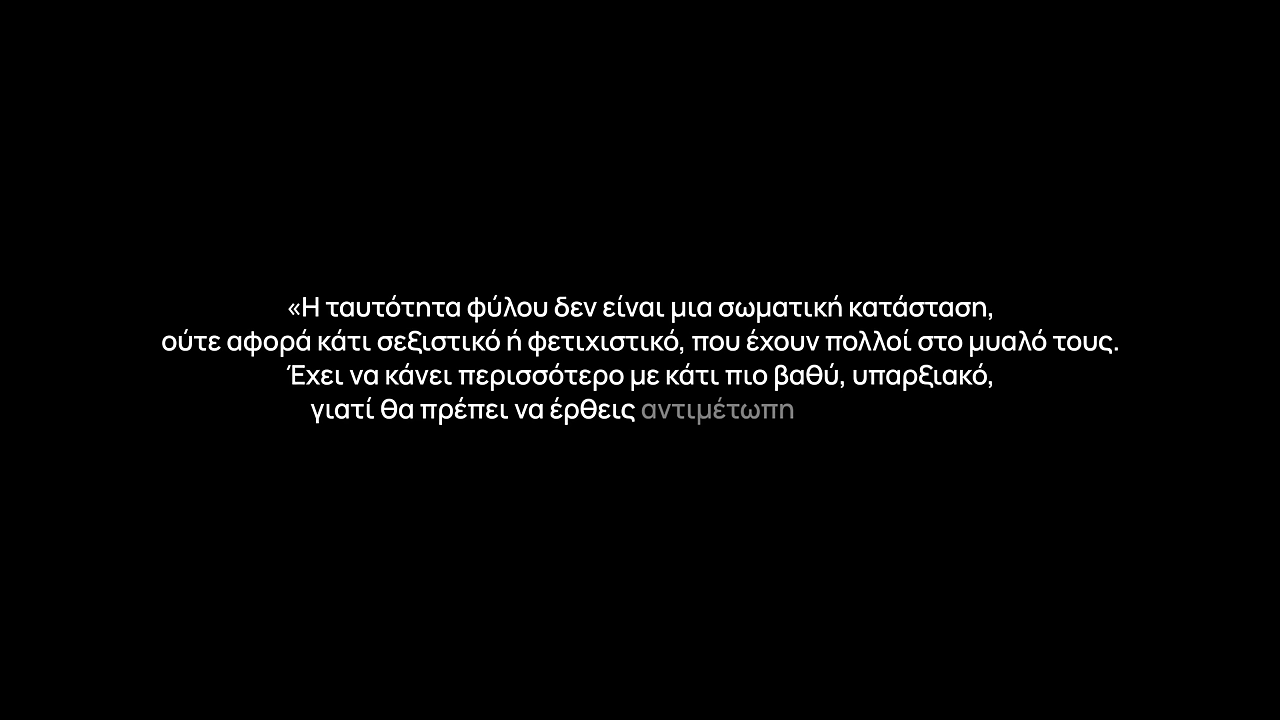 «Η ταυτότητα φύλου δεν είναι μια σωματική κατάσταση,
ούτε αφορά κάτι σεξιστικό ή φετιχιστικό, που έχουν πολλοί στο μυαλό τους.
Έχει να κάνει περισσότερο με κάτι πιο βαθύ, υπαρξιακό,
γιατί θα πρέπει να έρθεις αντιμέτωπη